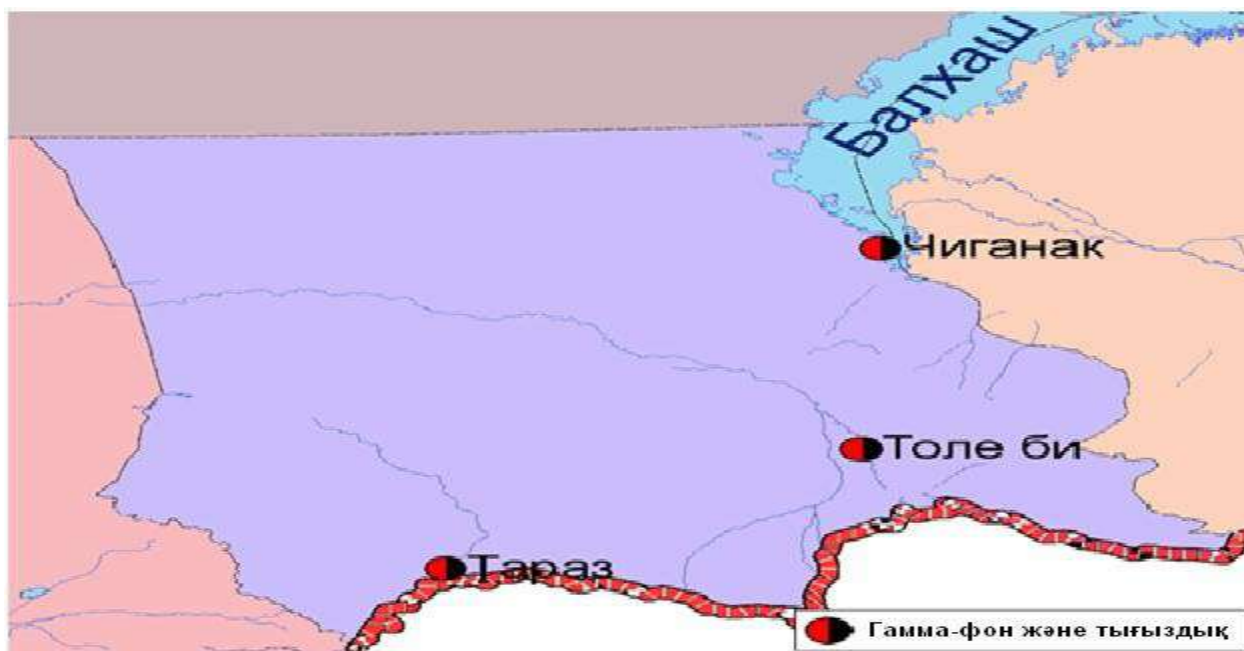 Балхаш
Чиганак
Толе би
Тараз
Гамма-фон және тығыздық